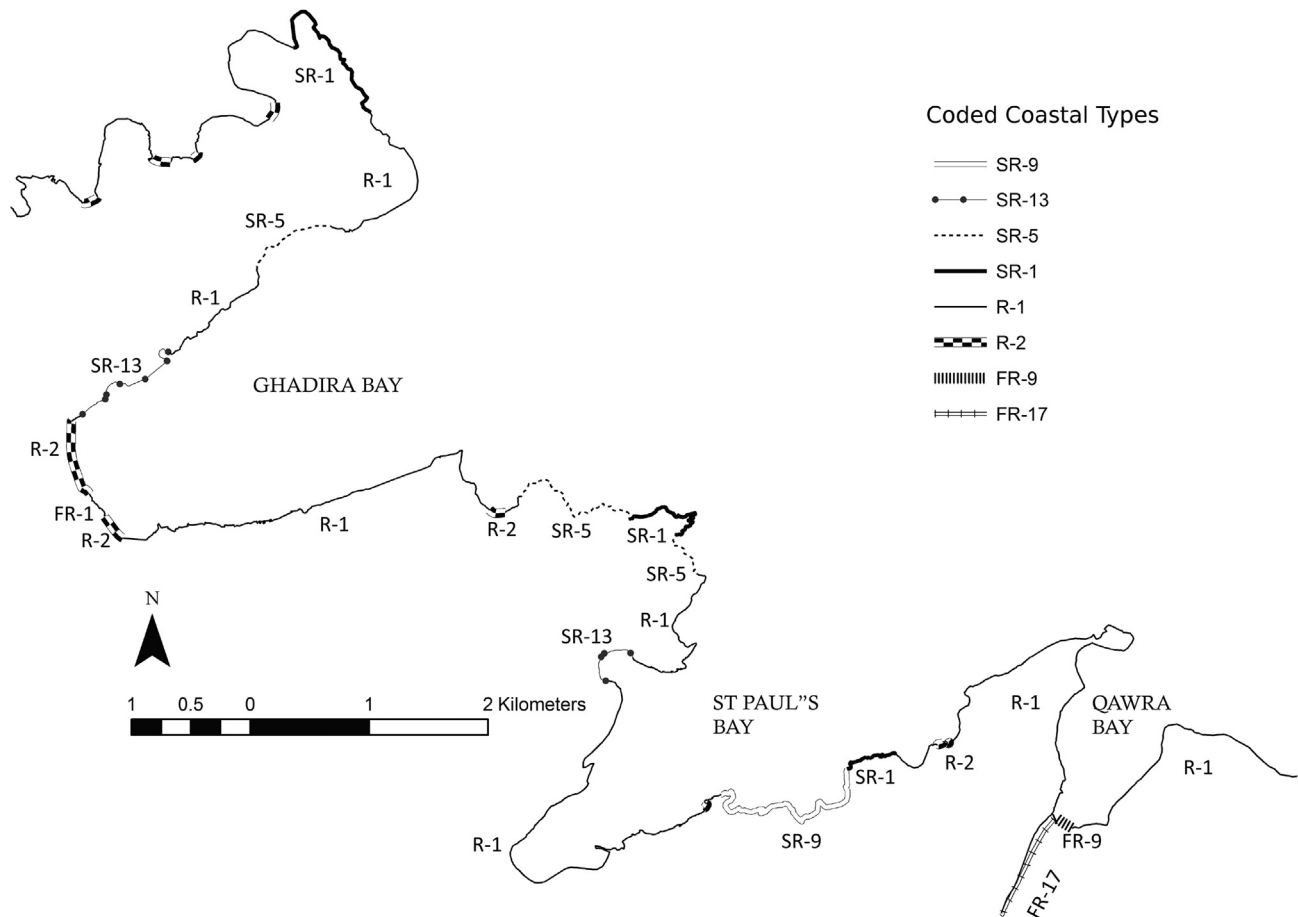 SR-1
Coded Coastal Types
SR-9
SR-13
SR-5
SR-1
R-1
R-2
FR-9
FR-17
R-1
SR-5
R-1
SR-13
GHADIRA BAY
R-2
FR-1
R-2
R-1
R-2
SR-5
SR-1
SR-5
R-1
SR-13
N
1 0.5 0 1 2 Kilometers
ST PAUL"S
BAY
R-1
QAWRA
BAY
R-2
SR-1
R-1
SR-9
R-1
FR-9
FR-17